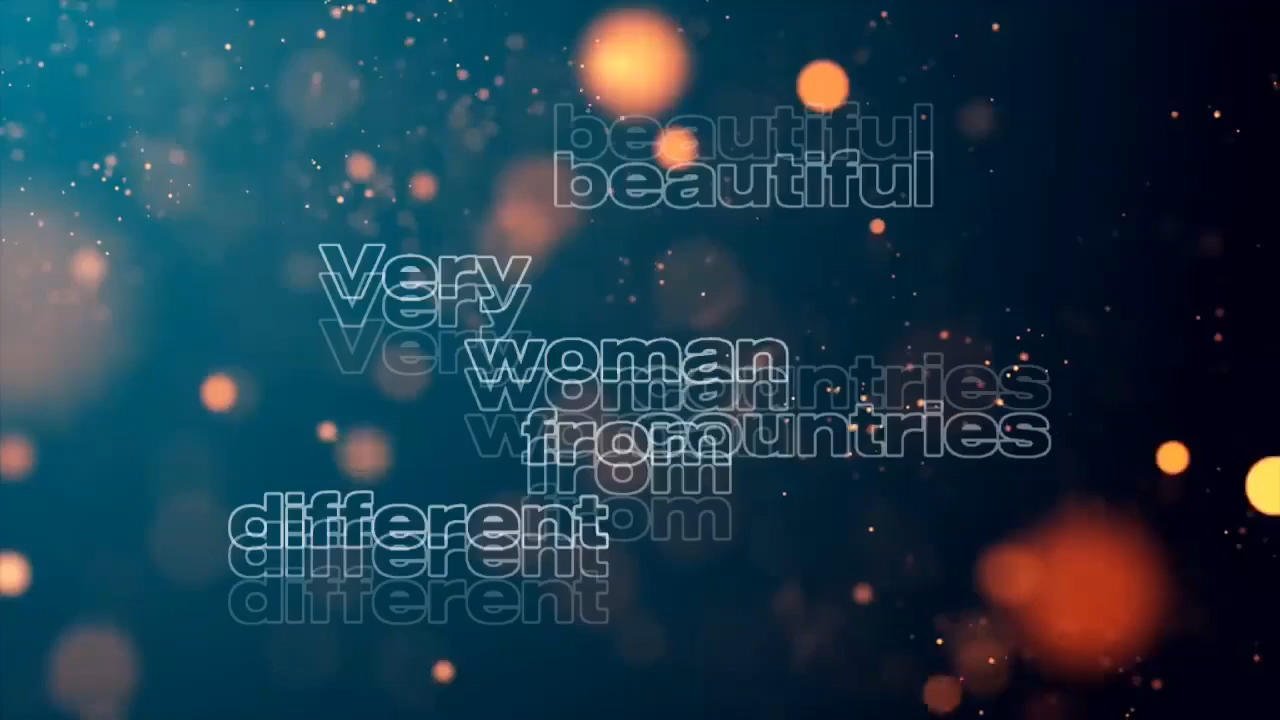 Very
beautiful
woman
from
different
countries